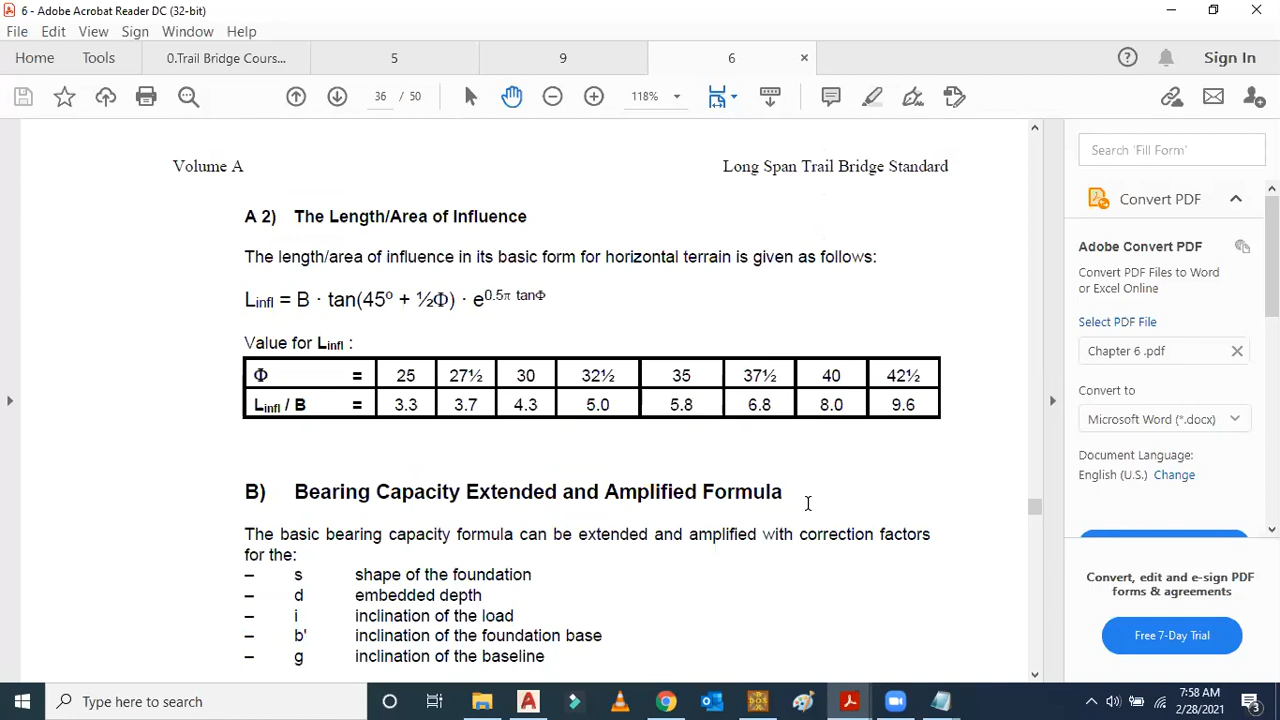 6 - Adobe Acrobat Reader DC (32-bit)
File Edit View Sign Window Help
Home Tools 0.Trail Bridge Cours... 5 9 6 Sign In
36 / 50 118%
Volume A Long Span Trail Bridge Standard
A 2) The Length/Area of Influence
The length/area of influence in its basic form for horizontal terrain is given as follows:
Linfl = B · tan(45º + ½Φ) · e^0.5π tanΦ
Value for Linfl :
Φ = 25 27½ 30 32½ 35 37½ 40 42½
Linfl / B = 3.3 3.7 4.3 5.0 5.8 6.8 8.0 9.6
B) Bearing Capacity Extended and Amplified Formula
The basic bearing capacity formula can be extended and amplified with correction factors
for the:
– s shape of the foundation
– d embedded depth
– i inclination of the load
– b' inclination of the foundation base
– g inclination of the baseline
Search 'Fill Form'
Convert PDF
Adobe Convert PDF
Convert PDF Files to Word
or Excel Online
Select PDF File
Chapter 6 .pdf
Convert to
Microsoft Word (*.docx)
Document Language:
English (U.S.) Change
Convert, edit and e-sign PDF
forms & agreements
Free 7-Day Trial
Type here to search
7:58 AM
2/28/2021
3